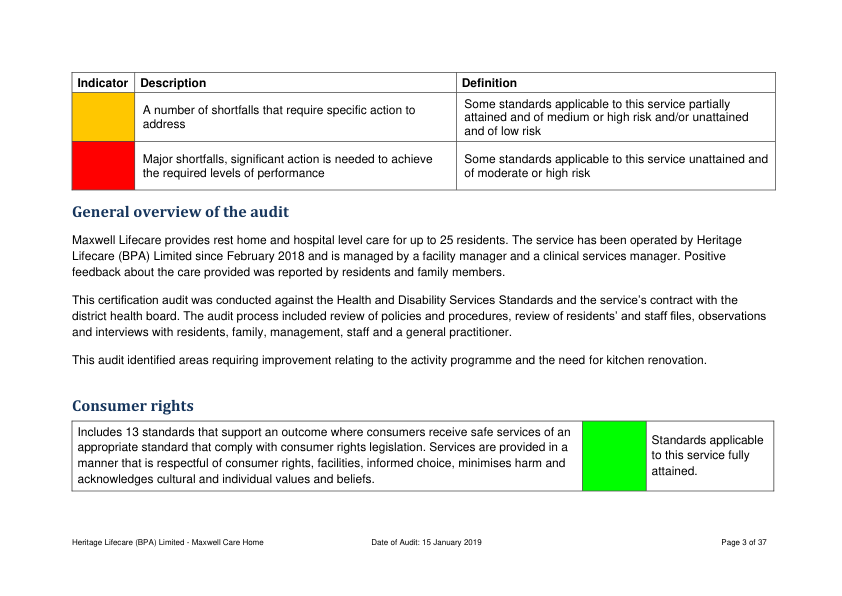 Indicator Description Definition
A number of shortfalls that require specific action to
address
Some standards applicable to this service partially
attained and of medium or high risk and/or unattained
and of low risk
Major shortfalls, significant action is needed to achieve
the required levels of performance
Some standards applicable to this service unattained and
of moderate or high risk
General overview of the audit
Maxwell Lifecare provides rest home and hospital level care for up to 25 residents. The service has been operated by Heritage
Lifecare (BPA) Limited since February 2018 and is managed by a facility manager and a clinical services manager. Positive
feedback about the care provided was reported by residents and family members.
This certification audit was conducted against the Health and Disability Services Standards and the service's contract with the
district health board. The audit process included review of policies and procedures, review of residents' and staff files, observations
and interviews with residents, family, management, staff and a general practitioner.
This audit identified areas requiring improvement relating to the activity programme and the need for kitchen renovation.
Consumer rights
Includes 13 standards that support an outcome where consumers receive safe services of an
appropriate standard that comply with consumer rights legislation. Services are provided in a
manner that is respectful of consumer rights, facilities, informed choice, minimises harm and
acknowledges cultural and individual values and beliefs.
Standards applicable
to this service fully
attained.
Heritage Lifecare (BPA) Limited - Maxwell Care Home Date of Audit: 15 January 2019 Page 3 of 37